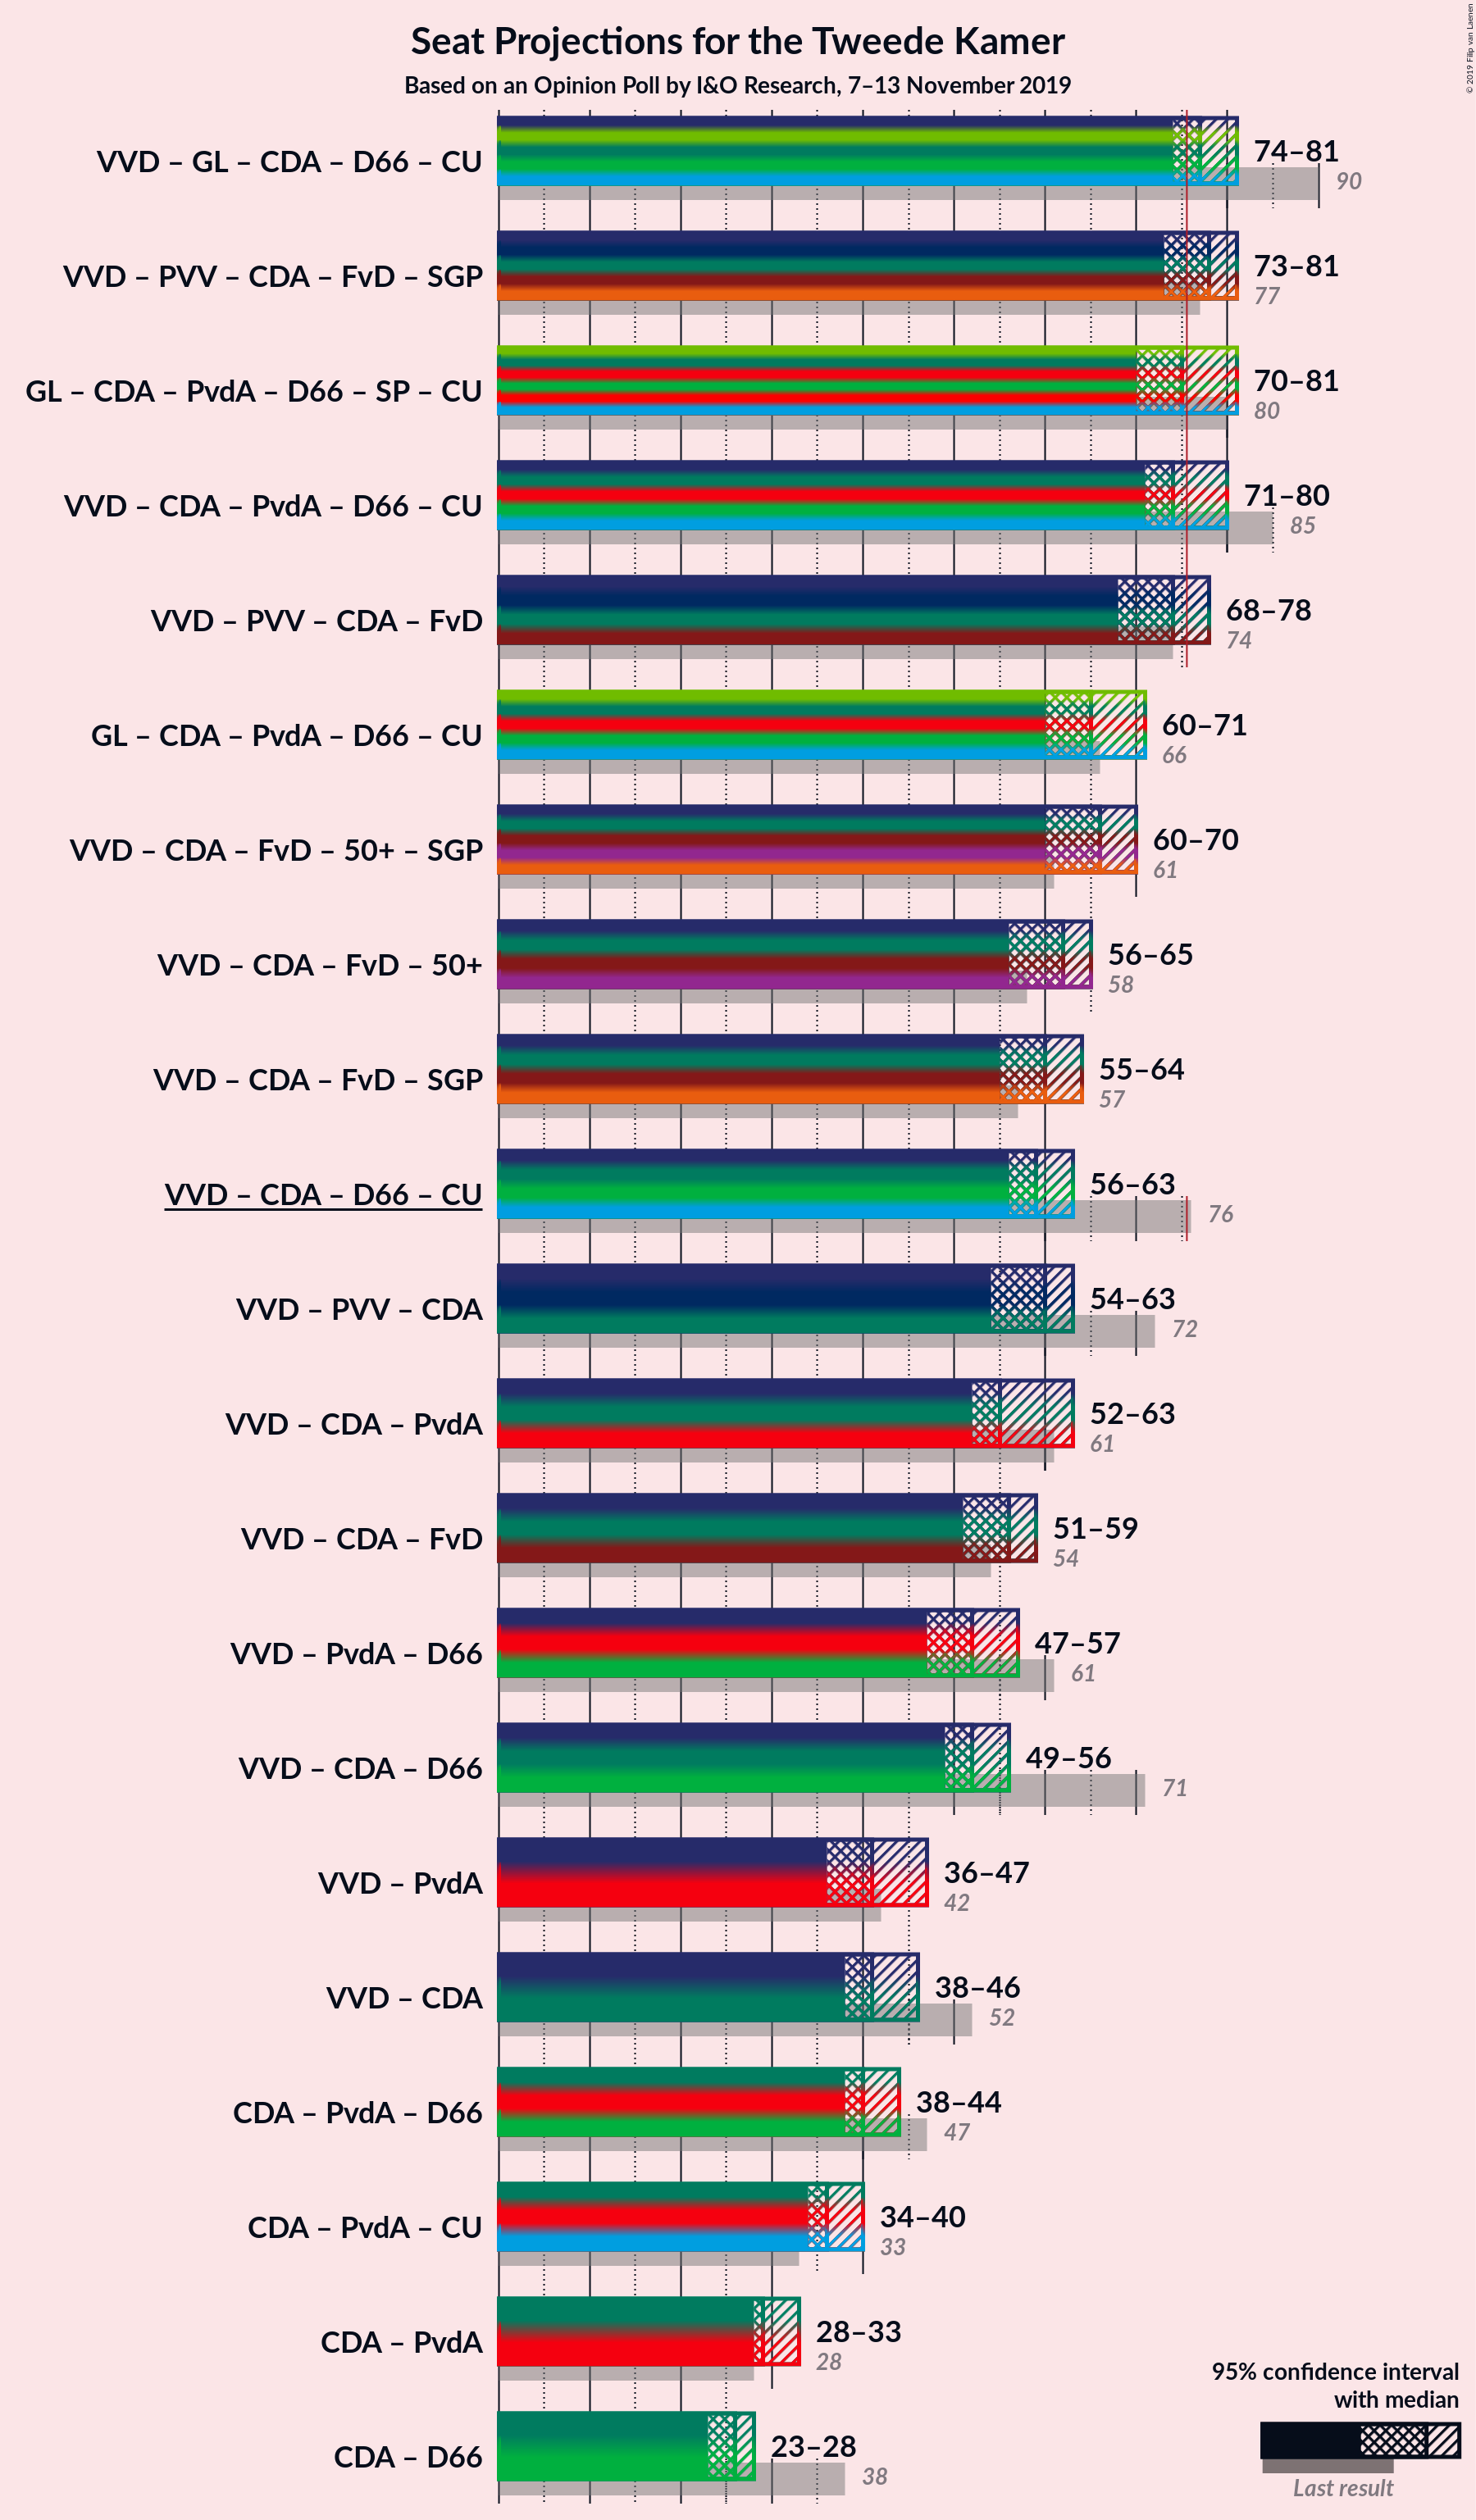 Seat Projections for the Tweede Kamer
Based on an Opinion Poll by I&O Research, 7–13 November 2019
© 2019 Filip van Laenen
VVD – GL – CDA – D66 – CU
74–81
90
VVD – PVV – CDA – FvD – SGP
73–81
77
GL – CDA – PvdA – D66 – SP – CU
70–81
80
VVD – CDA – PvdA – D66 – CU
71–80
85
VVD – PVV – CDA – FvD
68–78
74
GL – CDA – PvdA – D66 – CU
60–71
66
VVD – CDA – FvD – 50+ – SGP
60–70
61
VVD – CDA – FvD – 50+
56–65
58
VVD – CDA – FvD – SGP
55–64
57
VVD – CDA – D66 – CU
56–63
76
VVD – PVV – CDA
54–63
72
VVD – CDA – PvdA
52–63
61
VVD – CDA – FvD
51–59
54
VVD – PvdA – D66
47–57
61
VVD – CDA – D66
49–56
71
VVD – PvdA
36–47
42
VVD – CDA
38–46
52
CDA – PvdA – D66
38–44
47
CDA – PvdA – CU
34–40
33
CDA – PvdA
28–33
28
CDA – D66
23–28
38
95% confidence interval
with median
Last result